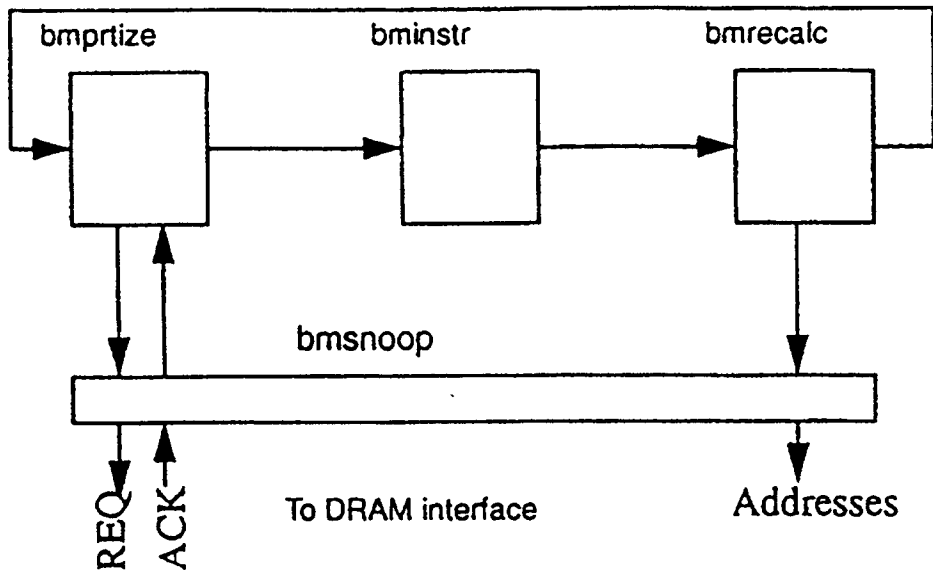 bmprtize
bminstr
bmrecalc
bmsnoop
REQ
ACK
To DRAM interface
Addresses